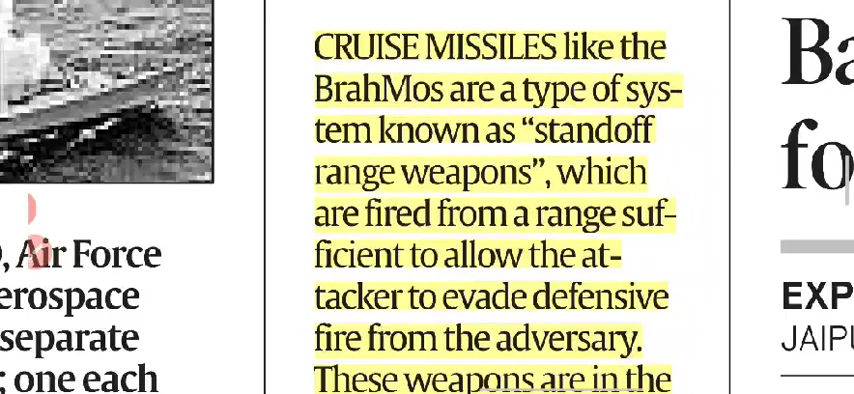 , Air Force
erospace
separate
; one each
CRUISE MISSILES like the
BrahMos are a type of sys-
tem known as “standoff
range weapons”, which
are fired from a range suf-
ficient to allow the at-
tacker to evade defensive
fire from the adversary.
These weapons are in the
Ba
fo
EXP
JAIPU